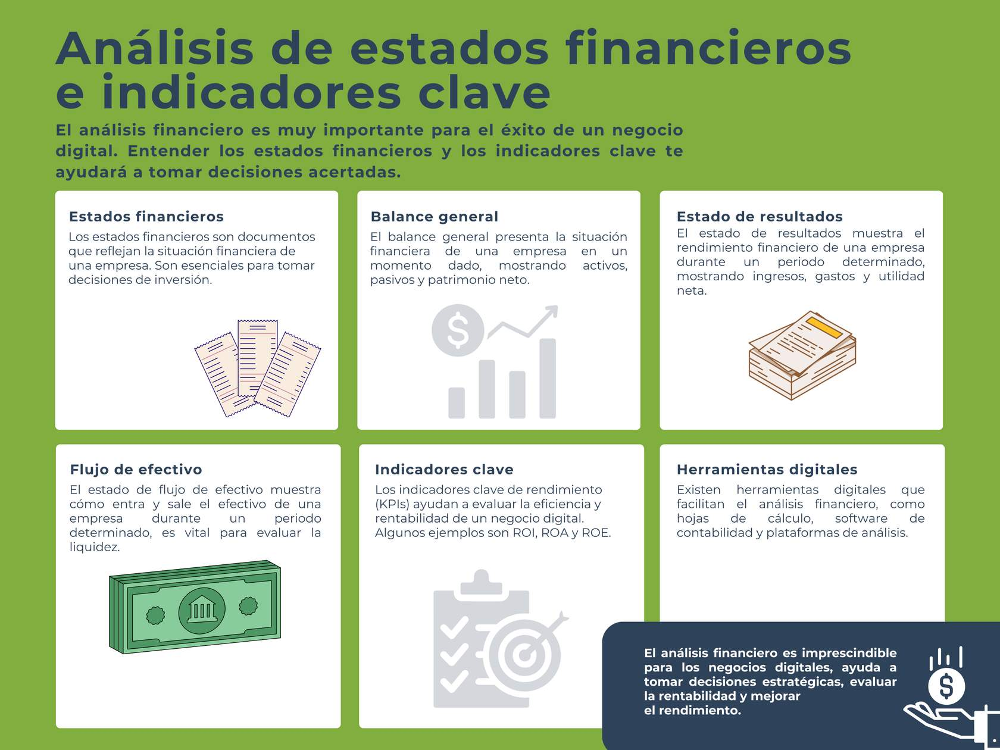 Análisis de estados financieros
e indicadores clave
El análisis financiero es muy importante para el éxito de un negocio
digital. Entender los estados financieros y los indicadores clave te
ayudará a tomar decisiones acertadas.
Estados financieros
Los estados financieros son documentos
que reflejan la situación financiera de
una empresa. Son esenciales para tomar
decisiones de inversión.
Balance general
El balance general presenta la situación
financiera de una empresa en un
momento dado, mostrando activos,
pasivos y patrimonio neto.
$
Estado de resultados
El estado de resultados muestra el
rendimiento financiero de una empresa
durante un periodo determinado,
mostrando ingresos, gastos y utilidad
neta.
Flujo de efectivo
El estado de flujo de efectivo muestra
cómo entra y sale el efectivo de una
empresa durante un periodo
determinado, es vital para evaluar la
liquidez.
Indicadores clave
Los indicadores clave de rendimiento
(KPIs) ayudan a evaluar la eficiencia y
rentabilidad de un negocio digital.
Algunos ejemplos son ROI, ROA y ROE.
Herramientas digitales
Existen herramientas digitales que
facilitan el análisis financiero, como
hojas de cálculo, software de
contabilidad y plataformas de análisis.
El análisis financiero es imprescindible
para los negocios digitales, ayuda a
tomar decisiones estratégicas, evaluar
la rentabilidad y mejorar
el rendimiento.
$